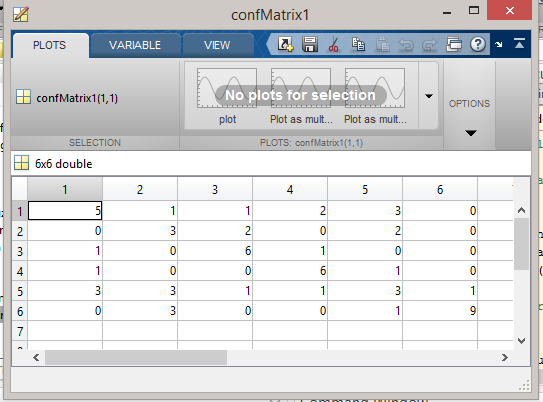 confMatrix1
PLOTS VARIABLE VIEW
confMatrix1(1,1)
No plots for selection
plot Plot as mult... Plot as mult...
OPTIONS
SELECTION PLOTS: confMatrix1(1,1)
6x6 double
1 2 3 4 5 6
1 5 1 1 2 3 0
2 0 3 2 0 2 0
3 1 0 6 1 0 0
4 1 0 0 6 1 0
5 3 3 1 1 3 1
6 0 3 0 0 1 9
7
Command Window